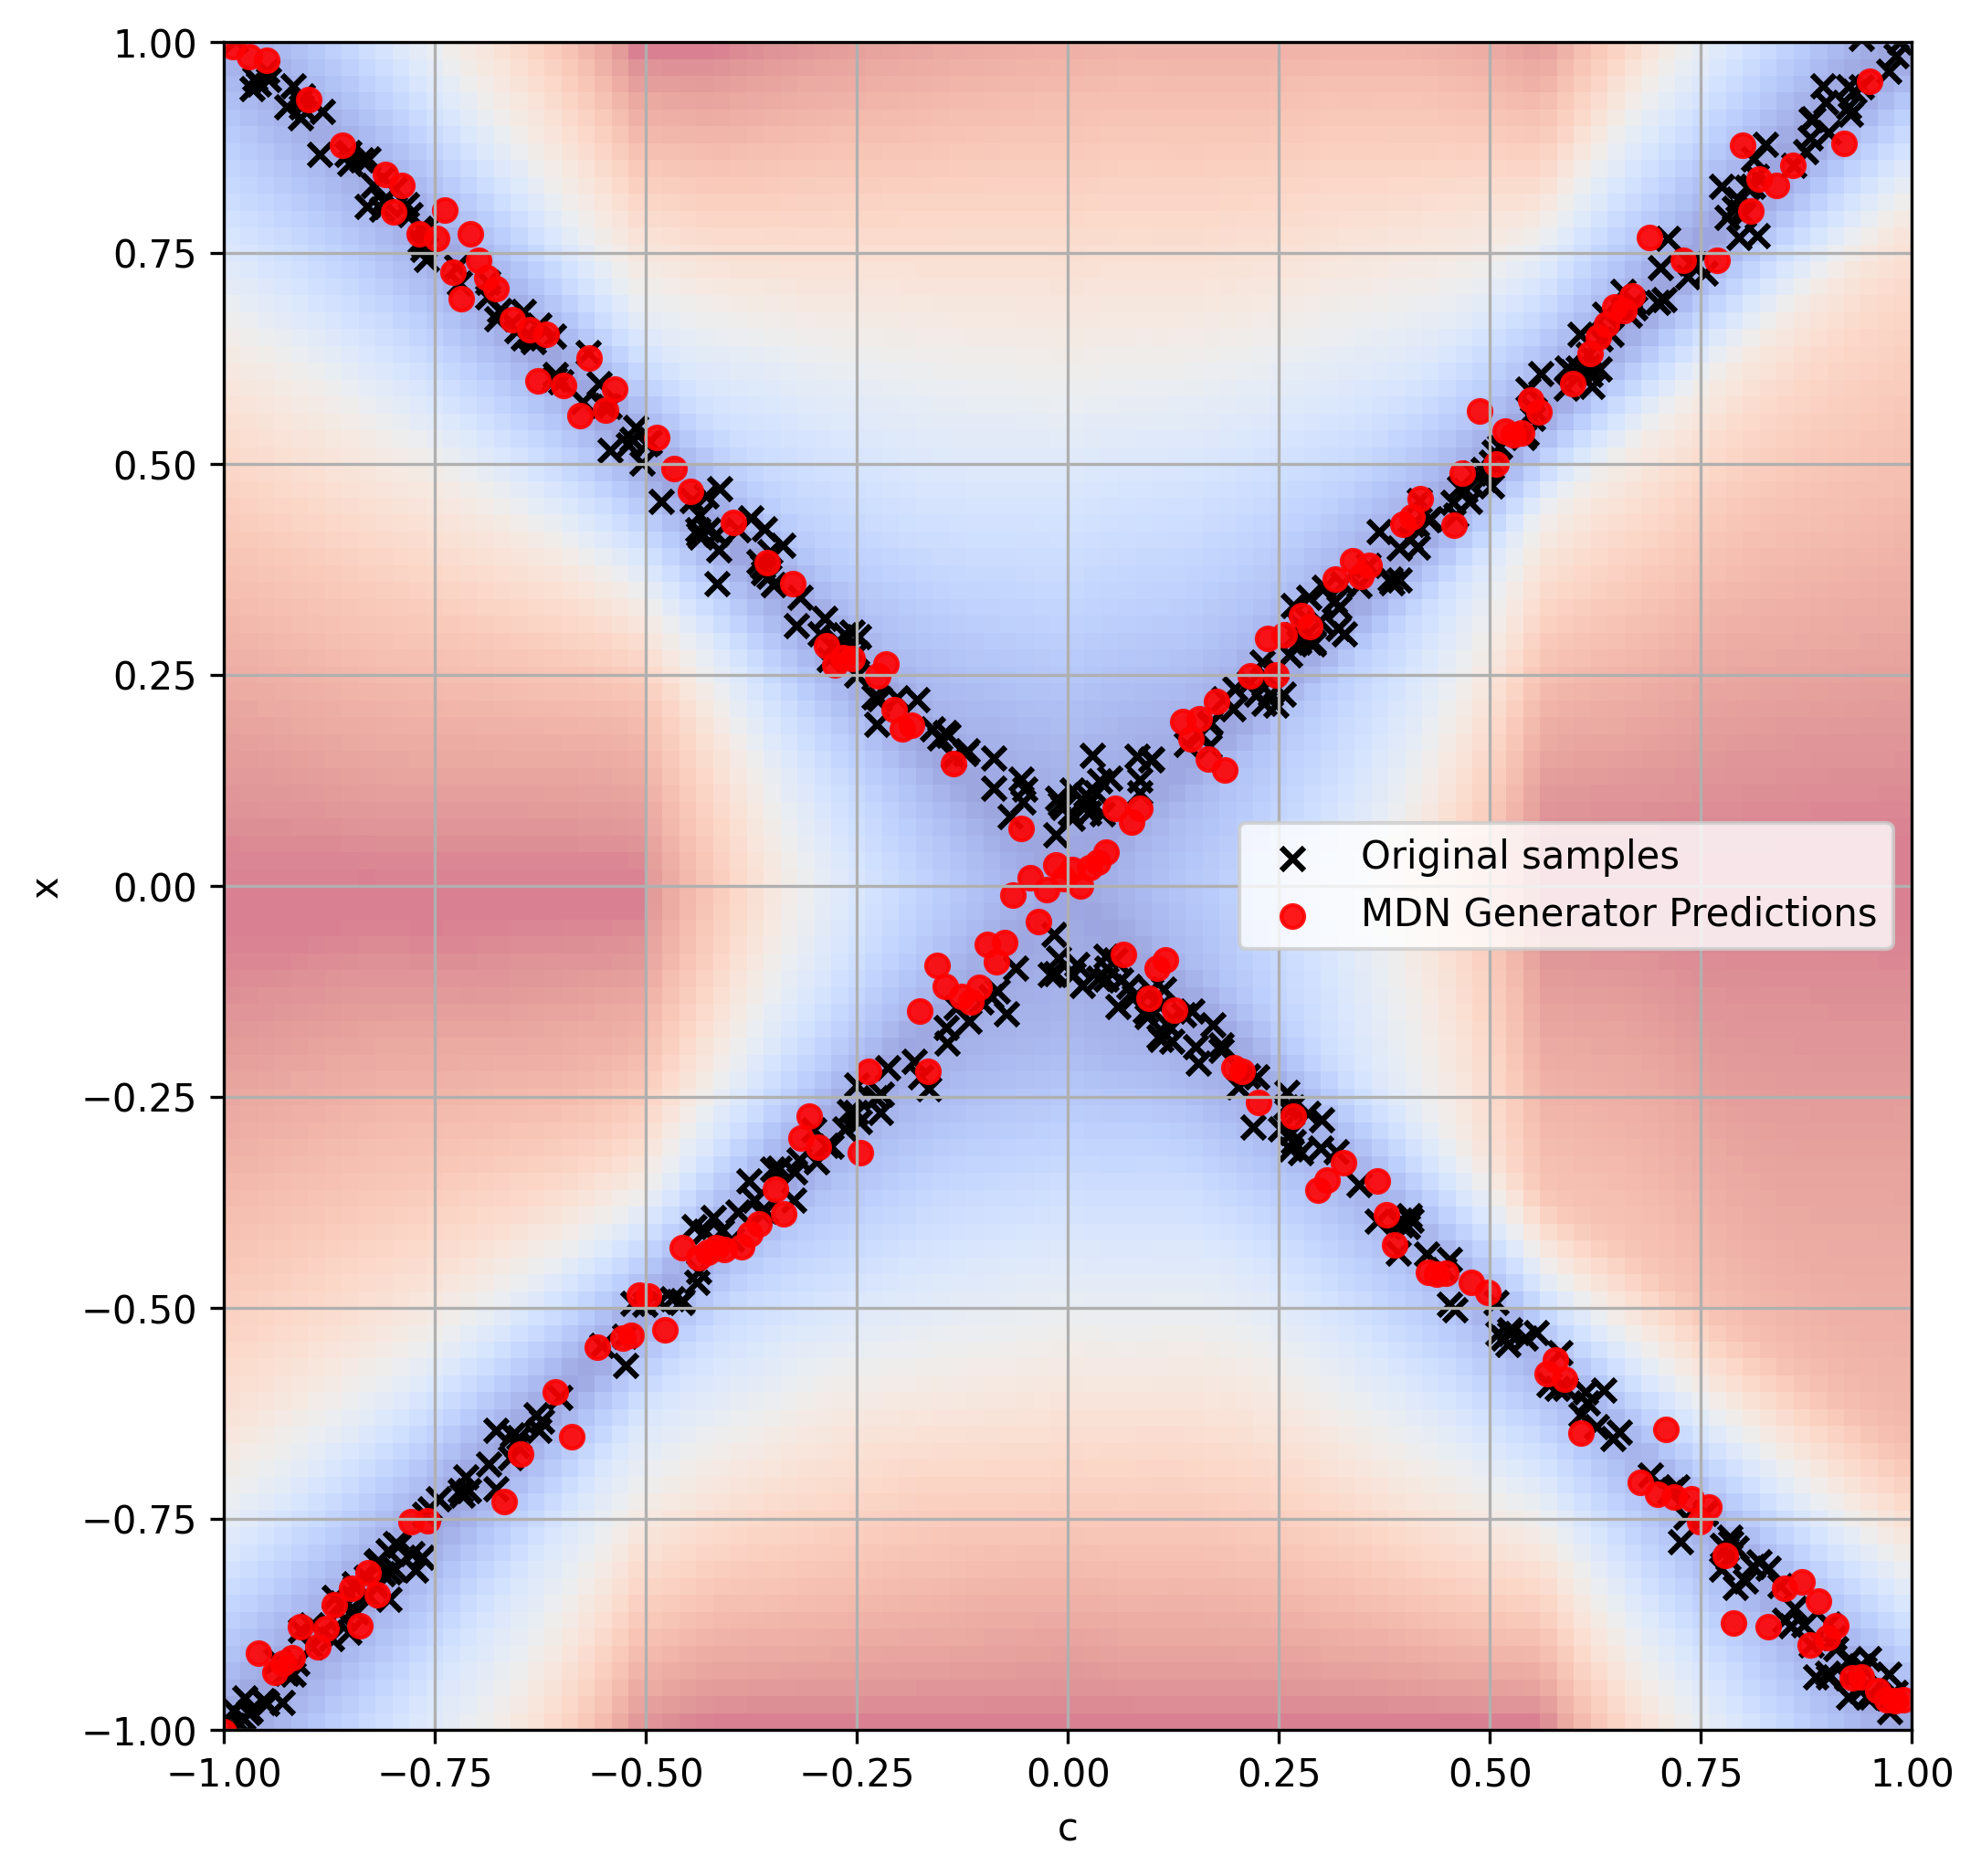 1.00
0.75
0.50
0.25
0.00
−0.25
−0.50
−0.75
−1.00
x
Original samples
MDN Generator Predictions
−1.00 −0.75 −0.50 −0.25 0.00 0.25 0.50 0.75 1.00
c